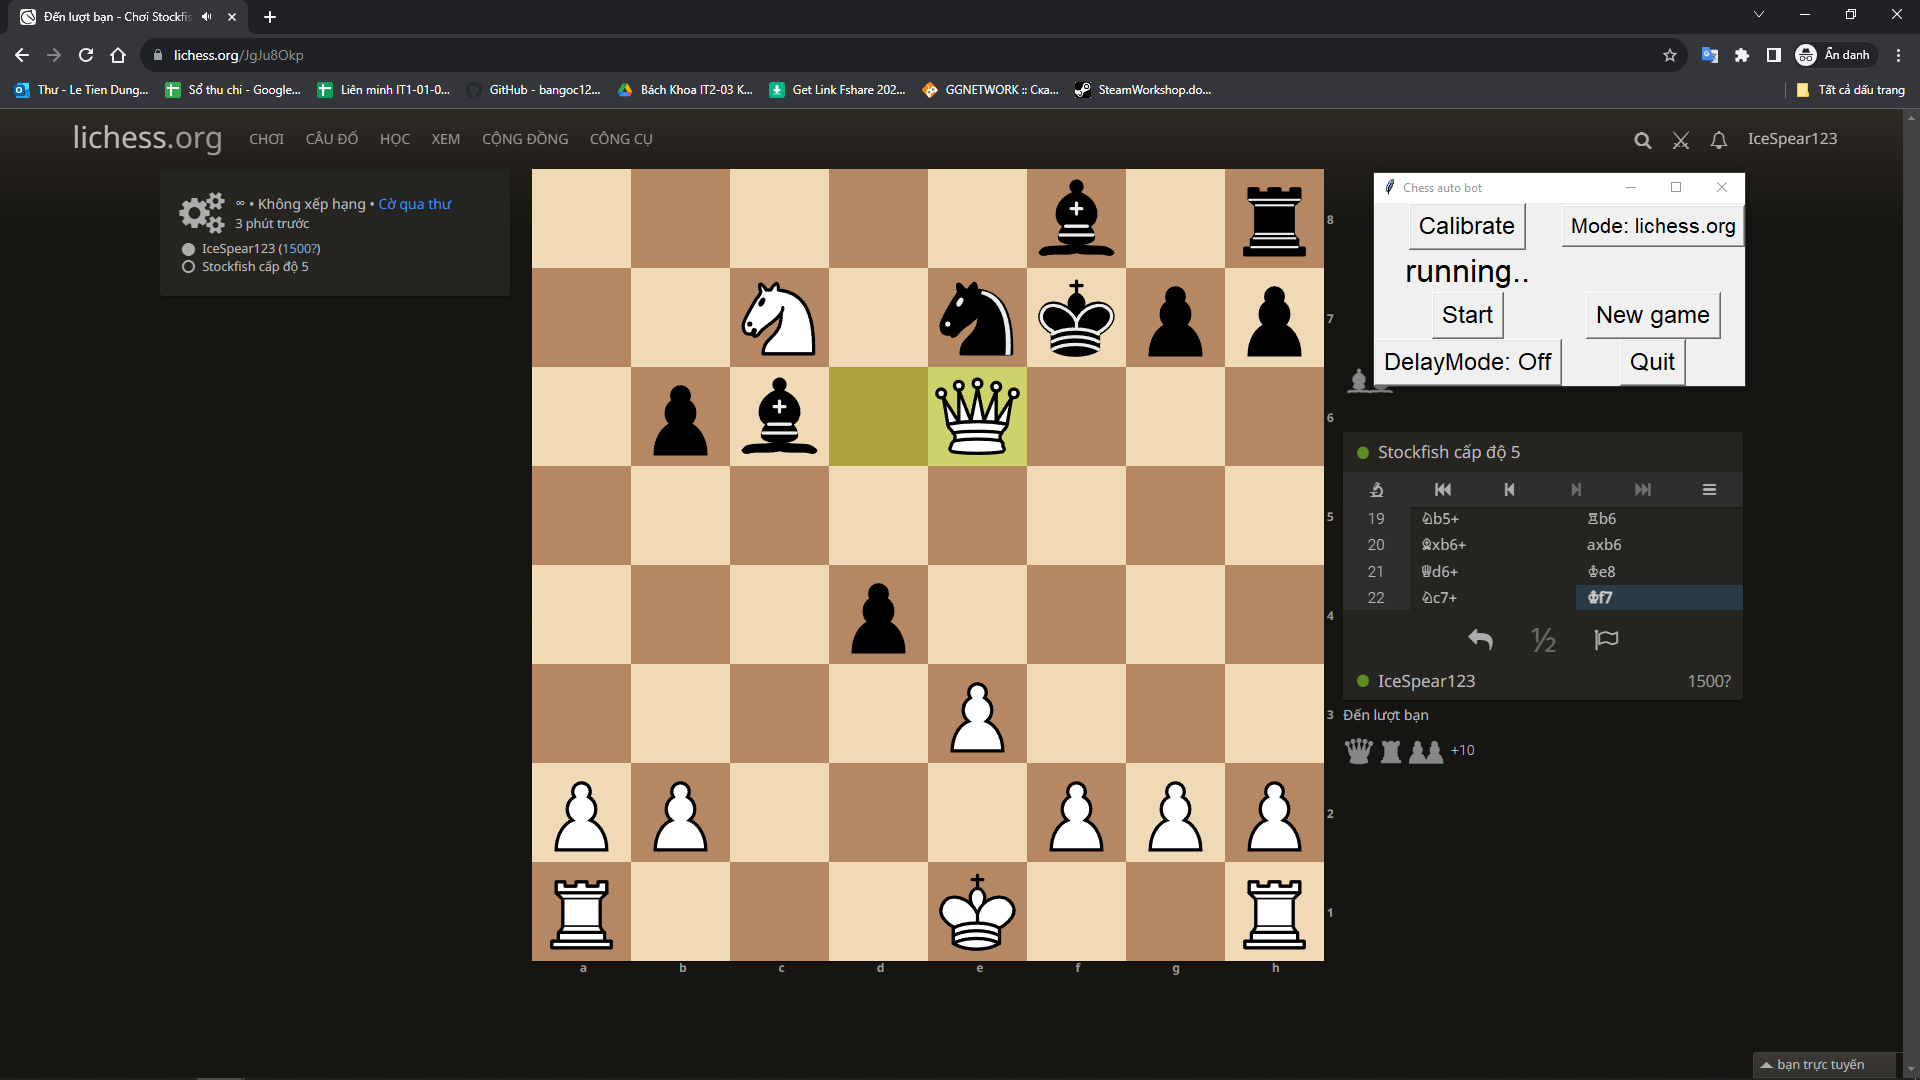 Đến lượt bạn - Chơi Stockfis
lichess.org/JgJu8Okp
Ẩn danh
Thư - Le Tien Dung...
Sổ thu chi - Google...
Liên minh IT1-01-0...
GitHub - bangoc12...
Bách Khoa IT2-03 K...
Get Link Fshare 202...
GGNETWORK :: Ска...
SteamWorkshop.do...
Tất cả dấu trang
lichess.org
CHƠI
CÂU ĐỐ
HỌC
XEM
CỘNG ĐỒNG
CÔNG CỤ
IceSpear123
∞ • Không xếp hạng • Cờ qua thư
3 phút trước
IceSpear123 (1500?)
Stockfish cấp độ 5
8
7
6
5
4
3
2
1
a b c d e f g h
Chess auto bot
Calibrate
Mode: lichess.org
running..
Start
New game
DelayMode: Off
Quit
Stockfish cấp độ 5
19 ♘b5+ ♖b6
20 ♗xb6+ axb6
21 ♕d6+ ♔e8
22 ♘c7+ ♔f7
½
IceSpear123 1500?
Đến lượt bạn
+10
bạn trực tuyến